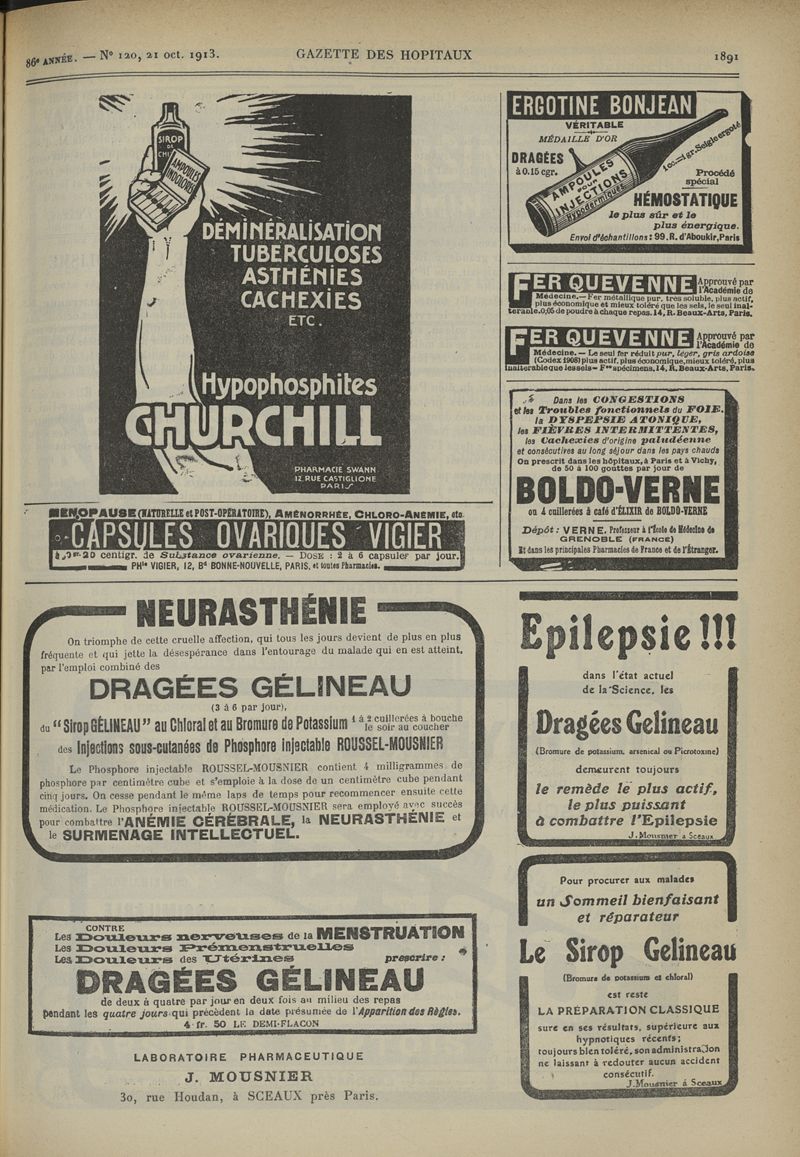 86e ANNÉE. — N° 120, 21 oct. 1913.
GAZETTE DES HOPITAUX
1891
SIROP
DE
AMPOULES
INDOLORES
DÉMINÉRALISATION
TUBERCULOSES
ASTHÉNIES
CACHEXIES
ETC.
Hypophosphites
CHURCHILL
PHARMACIE SWANN
12, RUE CASTIGLIONE
PARIS
MENOPAUSE (NATURELLE et POST-OPÉRATOIRE), AMÉNORRHÉE, CHLORO-ANÉMIE, etc.
CAPSULES OVARIQUES VIGIER
20 centigr. de Substance ovarienne. — DOSE : 2 à 6 capsuler par jour.
PHie VIGIER, 12, Bd BONNE-NOUVELLE, PARIS, et toutes Pharmacies.
ERGOTINE BONJEAN
VÉRITABLE
MÉDAILLE D'OR
DRAGÉES
à 0.15 cgr.
AMPOULES
POUR
INJECTIONS
Hypodermiques
1cc.=1gr. Seigle ergoté
Procédé
spécial
HÉMOSTATIQUE
le plus sûr et le
plus énergique.
Envoi d'échantillons : 99, R. d'Aboukir, Paris
FER QUEVENNE Approuvé par
l'Académie de
Médecine. — Fer métallique pur, très soluble, plus actif,
plus économique et mieux toléré que les sels, le seul inal-
térable. 0,05 de poudre à chaque repas. 14, R. Beaux-Arts, Paris.
FER QUEVENNE Approuvé par
l'Académie de
Médecine. — Le seul fer réduit pur, léger, gris ardoise
(Codex 1908) plus actif, plus économique, mieux toléré, plus
inaltérable que les sels — Fons spécimens, 14, R. Beaux-Arts, Paris.
Dans les CONGESTIONS
et les Troubles fonctionnels du FOIE,
la DYSPEPSIE ATONIQUE,
les FIÈVRES INTERMITTENTES,
les Cachexies d'origine paludéenne
et consécutives au long séjour dans les pays chauds
On prescrit dans les hôpitaux, à Paris et à Vichy,
de 50 à 100 gouttes par jour de
BOLDO-VERNE
ou 4 cuillerées à café d'ÉLIXIR de BOLDO-VERNE
Dépôt : VERNE, Professeur à l'École de Médecine de
GRENOBLE (FRANCE)
Et dans les principales Pharmacies de France et de l'Étranger.
NEURASTHÉNIE
On triomphe de cette cruelle affection, qui tous les jours devient de plus en plus
fréquente et qui jette la désespérance dans l'entourage du malade qui en est atteint,
par l'emploi combiné des
DRAGÉES GÉLINEAU
(3 à 6 par jour),
du "Sirop GÉLINEAU" au Chloral et au Bromure de Potassium 1 à 2 cuillerées à bouche
le soir au coucher
des Injections sous-cutanées de Phosphore injectable ROUSSEL-MOUSNIER
Le Phosphore injectable ROUSSEL-MOUSNIER contient 4 milligrammes de
phosphore par centimètre cube et s'emploie à la dose de un centimètre cube pendant
cinq jours. On cesse pendant le même laps de temps pour recommencer ensuite cette
médication. Le Phosphore injectable ROUSSEL-MOUSNIER sera employé avec succès
pour combattre l'ANÉMIE CÉRÉBRALE, la NEURASTHÉNIE et
le SURMENAGE INTELLECTUEL.
Epilepsie !!!
dans l'état actuel
de la Science, les
Dragées Gelineau
(Bromure de potassium, arsenical ou Picrotoxine)
demeurent toujours
le remède le plus actif,
le plus puissant
à combattre l'Epilepsie
J. Mousnier à Sceaux
CONTRE
Les Douleurs nerveuses de la MENSTRUATION
Les Douleurs Prémenstruelles
Les Douleurs des Utérines prescrire :
DRAGÉES GÉLINEAU
de deux à quatre par jour en deux fois au milieu des repas
pendant les quatre jours qui précèdent la date présumée de l'Apparition des Règles.
4 fr. 50 LE DEMI-FLACON
LABORATOIRE PHARMACEUTIQUE
J. MOUSNIER
30, rue Houdan, à SCEAUX près Paris.
Pour procurer aux malades
un Sommeil bienfaisant
et réparateur
Le Sirop Gelineau
(Bromure de potassium et chloral)
est reste
LA PRÉPARATION CLASSIQUE
sure en ses résultats, supérieure aux
hypnotiques récents ;
toujours bien toléré, son administration
ne laissant à redouter aucun accident
consécutif.
J. Mousnier à Sceaux